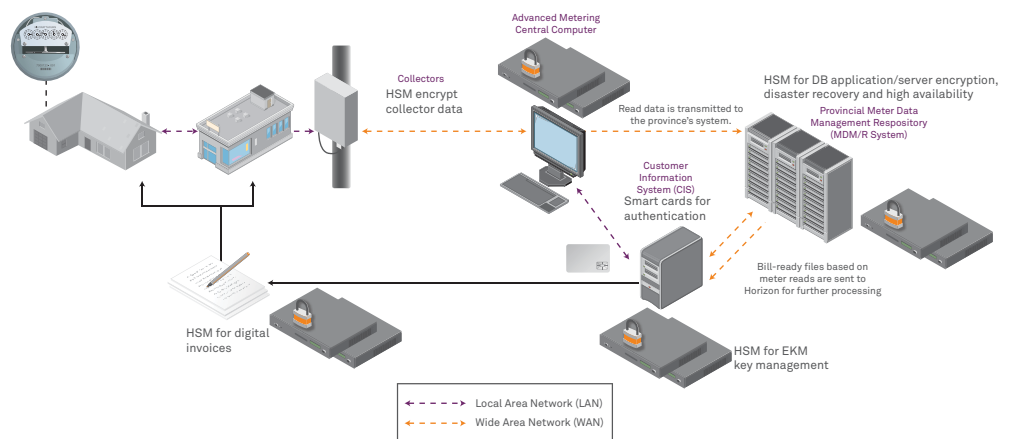 Advanced Metering
Central Computer
Collectors
HSM encrypt
collector data
Read data is transmitted to
the province's system.
HSM for DB application/server encryption,
disaster recovery and high availability
Provincial Meter Data
Management Respository
(MDM/R System)
Customer
Information
System (CIS)
Smart cards for
authentication
Bill-ready files based on
meter reads are sent to
Horizon for further processing
HSM for digital
invoices
HSM for EKM
key management
Local Area Network (LAN)
Wide Area Network (WAN)